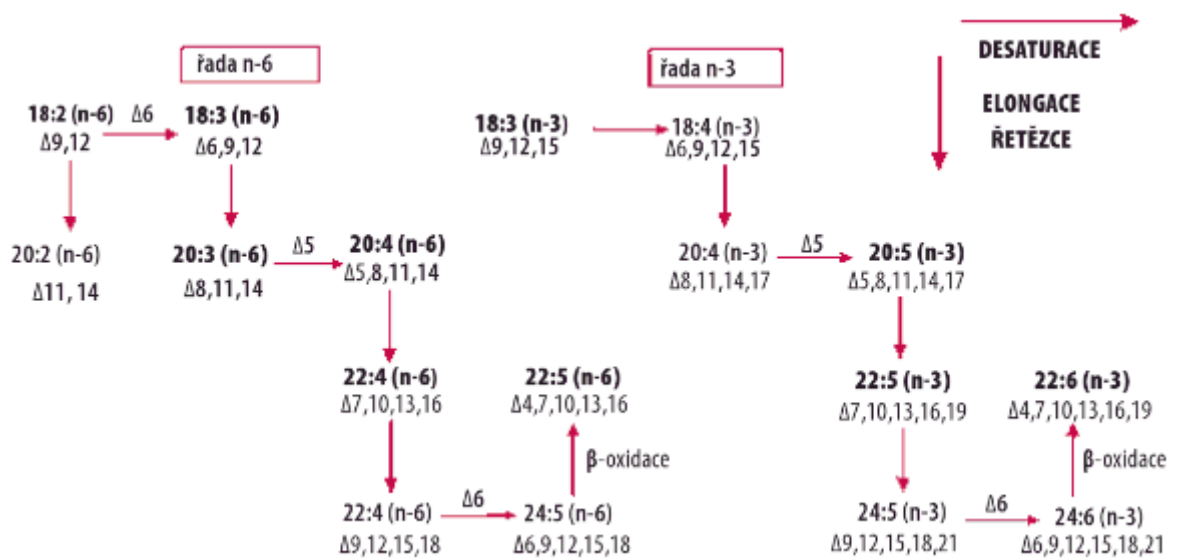 řada n-6
řada n-3
DESATURACE
ELONGACE
ŘETĚZCE
18:2 (n-6) Δ6 18:3 (n-6)
Δ9,12 Δ6,9,12
18:3 (n-3) 18:4 (n-3)
Δ9,12,15 Δ6,9,12,15
20:2 (n-6) 20:3 (n-6) Δ5 20:4 (n-6)
Δ11, 14 Δ8,11,14 Δ5,8,11,14
20:4 (n-3) Δ5 20:5 (n-3)
Δ8,11,14,17 Δ5,8,11,14,17
22:4 (n-6) 22:5 (n-6)
Δ7,10,13,16 Δ4,7,10,13,16
β-oxidace
22:4 (n-6) Δ6 24:5 (n-6)
Δ9,12,15,18 Δ6,9,12,15,18
22:5 (n-3) 22:6 (n-3)
Δ7,10,13,16,19 Δ4,7,10,13,16,19
β-oxidace
24:5 (n-3) Δ6 24:6 (n-3)
Δ9,12,15,18,21 Δ6,9,12,15,18,21